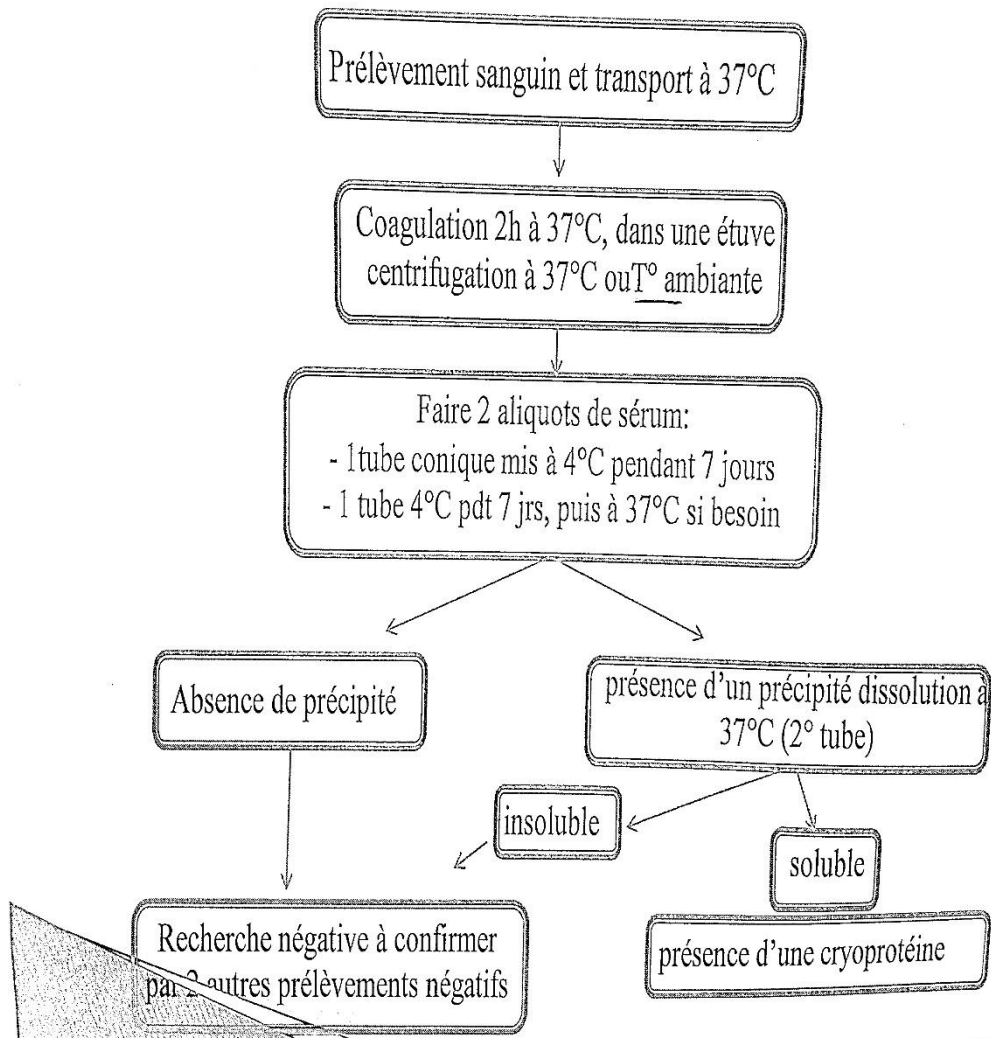 Prélèvement sanguin et transport à 37°C
Coagulation 2h à 37°C, dans une étuve
centrifugation à 37°C ouT° ambiante
Faire 2 aliquots de sérum:
- 1tube conique mis à 4°C pendant 7 jours
- 1 tube 4°C pdt 7 jrs, puis à 37°C si besoin
Absence de précipité
présence d'un précipité dissolution à
37°C (2° tube)
insoluble
soluble
Recherche négative à confirmer
par 2 autres prélèvements négatifs
présence d'une cryoprotéine